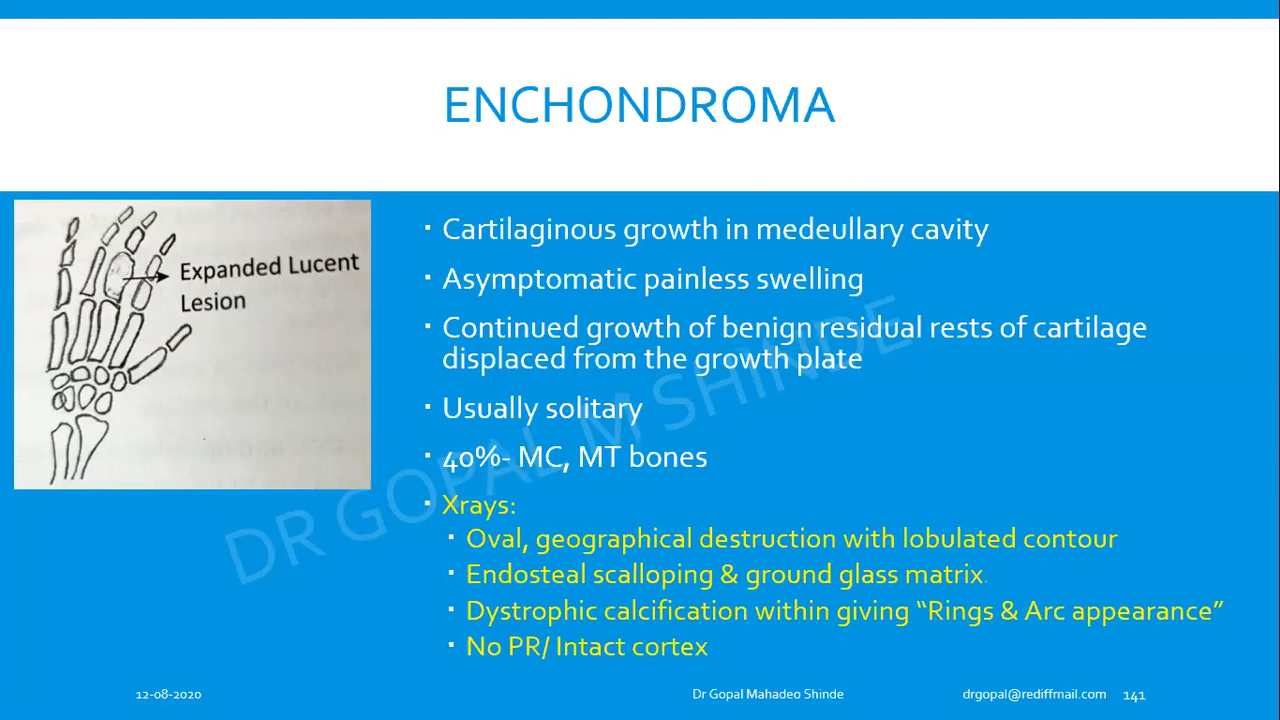 ENCHONDROMA
Expanded Lucent
Lesion
Cartilaginous growth in medeullary cavity
Asymptomatic painless swelling
Continued growth of benign residual rests of cartilage
displaced from the growth plate
Usually solitary
40%- MC, MT bones
Xrays:
Oval, geographical destruction with lobulated contour
Endosteal scalloping & ground glass matrix.
Dystrophic calcification within giving “Rings & Arc appearance”
No PR/ Intact cortex
DR GOPAL M SHINDE
12-08-2020
Dr Gopal Mahadeo Shinde
drgopal@rediffmail.com
141